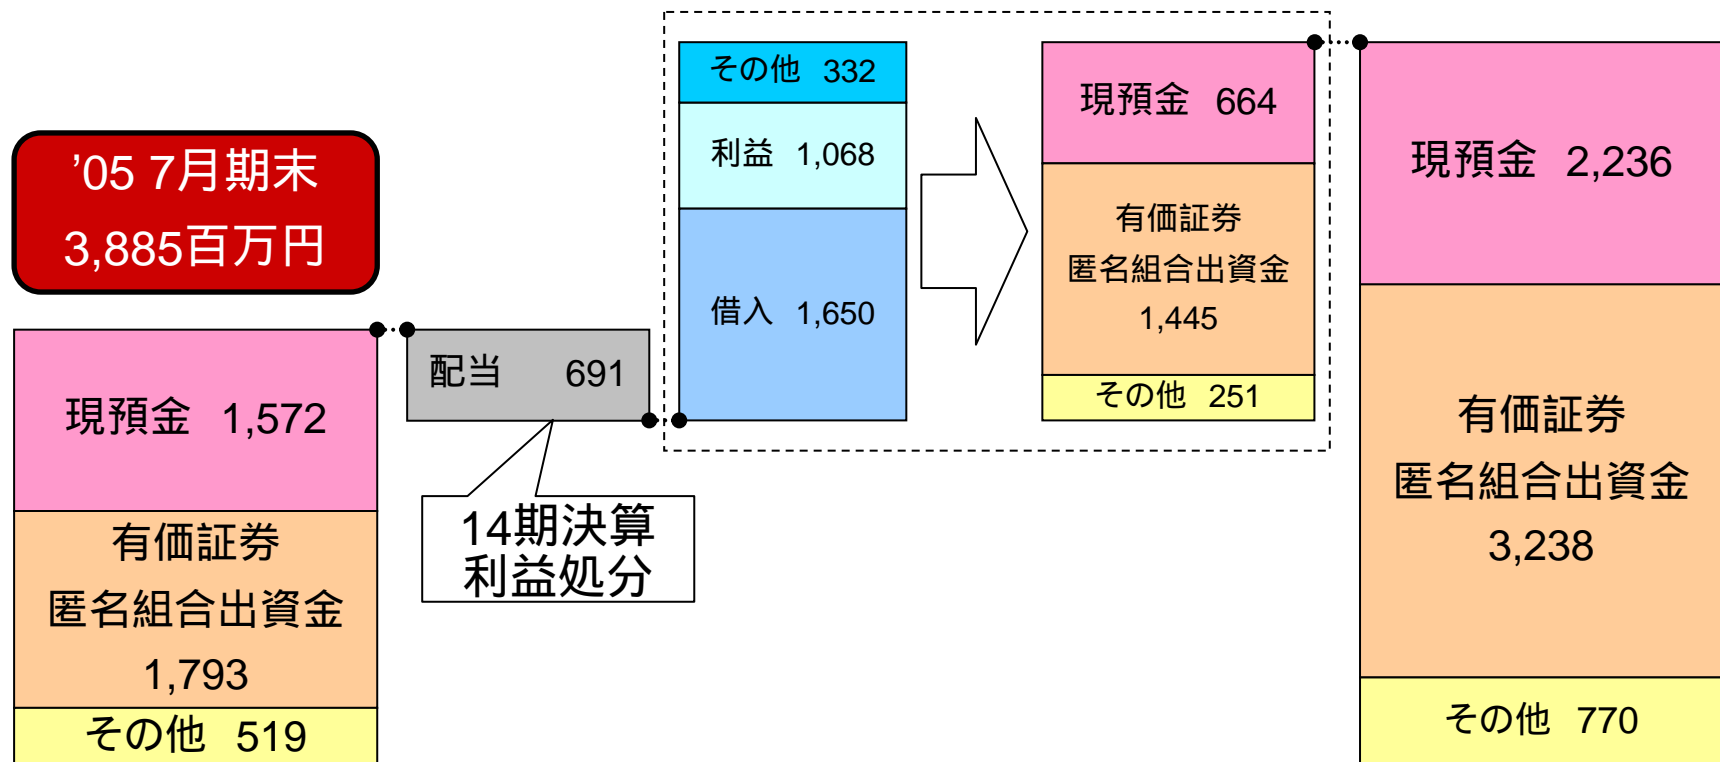 ’05 7月期末
3,885百万円
現預金 1,572
有価証券
匿名組合出資金
1,793
その他 519
配当 691
14期決算
利益処分
その他 332
利益 1,068
借入 1,650
現預金 664
有価証券
匿名組合出資金
1,445
その他 251
現預金 2,236
有価証券
匿名組合出資金
3,238
その他 770